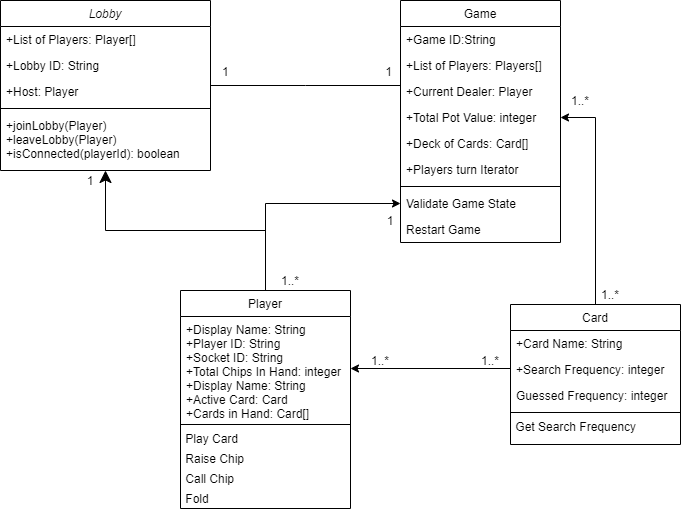 Lobby
+List of Players: Player[]
+Lobby ID: String
+Host: Player
+joinLobby(Player)
+leaveLobby(Player)
+isConnected(playerId): boolean
1
1
1
Game
+Game ID:String
+List of Players: Players[]
+Current Dealer: Player
+Total Pot Value: integer
+Deck of Cards: Card[]
+Players turn Iterator
Validate Game State
Restart Game
1
1..*
1..*
1..*
Player
+Display Name: String
+Player ID: String
+Socket ID: String
+Total Chips In Hand: integer
+Display Name: String
+Active Card: Card
+Cards in Hand: Card[]
Play Card
Raise Chip
Call Chip
Fold
1..*
1..*
Card
+Card Name: String
+Search Frequency: integer
Guessed Frequency: integer
Get Search Frequency